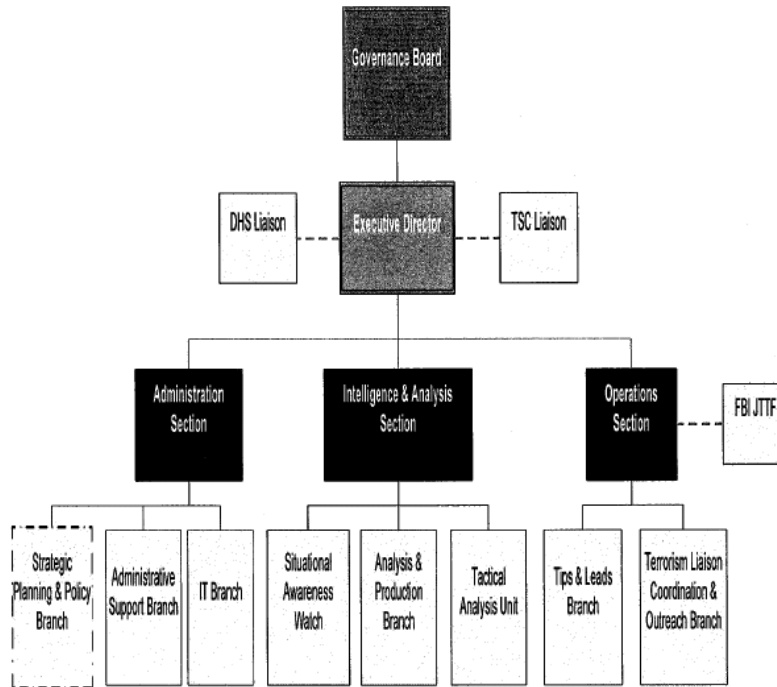 Governance Board
DHS Liaison
Executive Director
TSC Liaison
Administration
Section
Intelligence & Analysis
Section
Operations
Section
FBI JTTF
Strategic
Planning & Policy
Branch
Administrative
Support Branch
IT Branch
Situational
Awareness
Watch
Analysis &
Production
Branch
Tactical
Analysis Unit
Tips & Leads
Branch
Terrorism Liaison
Coordination &
Outreach Branch